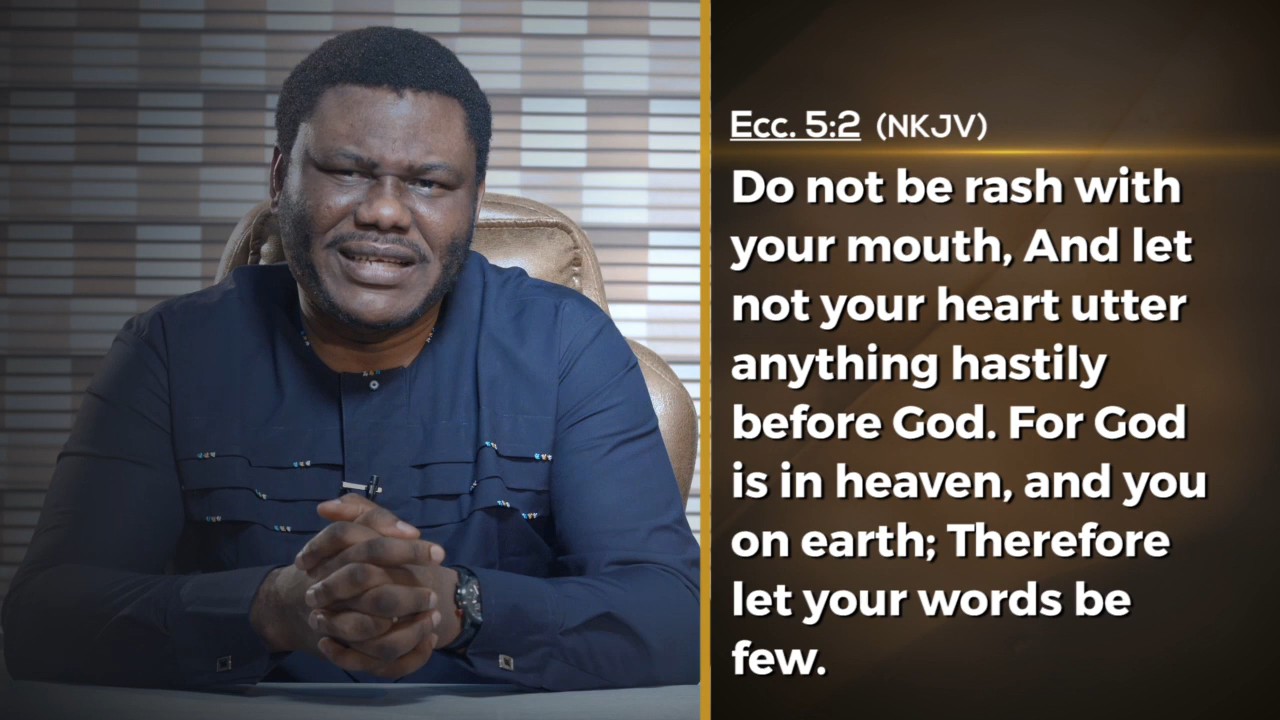 Ecc. 5:2 (NKJV)
Do not be rash with
your mouth, And let
not your heart utter
anything hastily
before God. For God
is in heaven, and you
on earth; Therefore
let your words be
few.